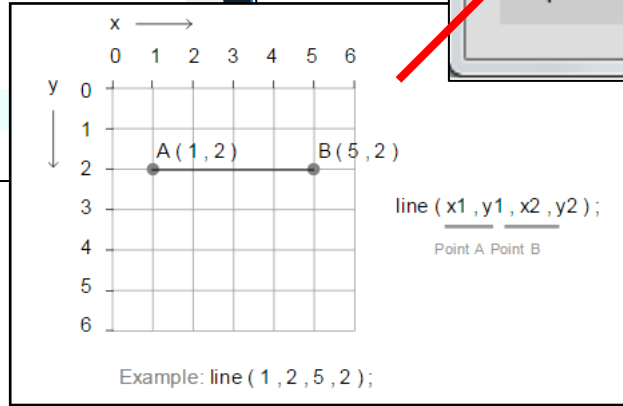 x
0 1 2 3 4 5 6
y
0
1
A ( 1 , 2 ) B ( 5 , 2 )
2
3
line ( x1 , y1 , x2 , y2 ) ;
Point A Point B
4
5
6
Example: line ( 1 , 2 , 5 , 2 ) ;